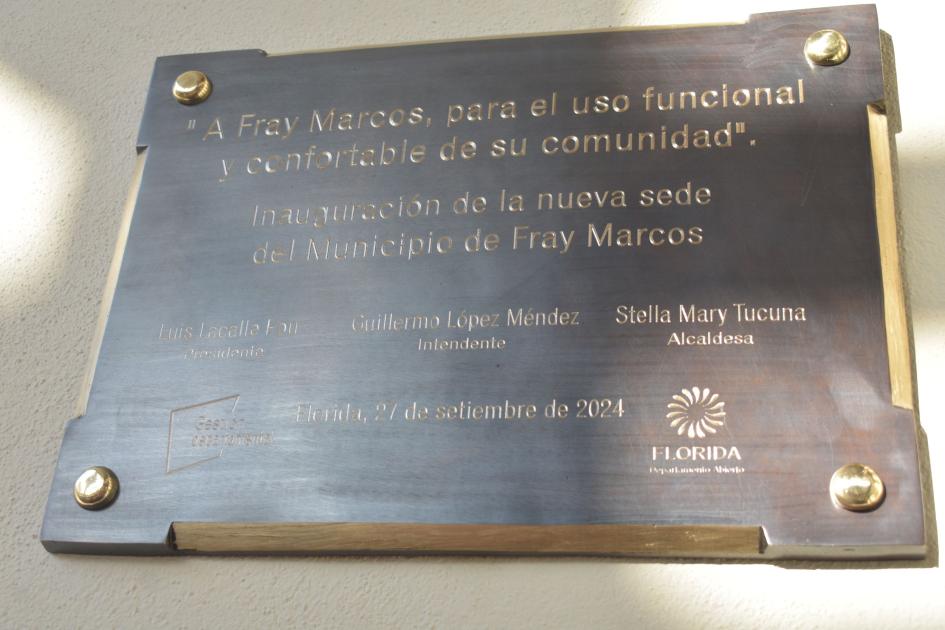 "A Fray Marcos, para el uso funcional
y confortable de su comunidad".
Inauguración de la nueva sede
del Municipio de Fray Marcos
Luis Lacalle Pou
Presidente
Guillermo López Méndez
Intendente
Stella Mary Tucuna
Alcaldesa
Florida, 27 de setiembre de 2024
Gestión
FLORIDA
Departamento Abierto